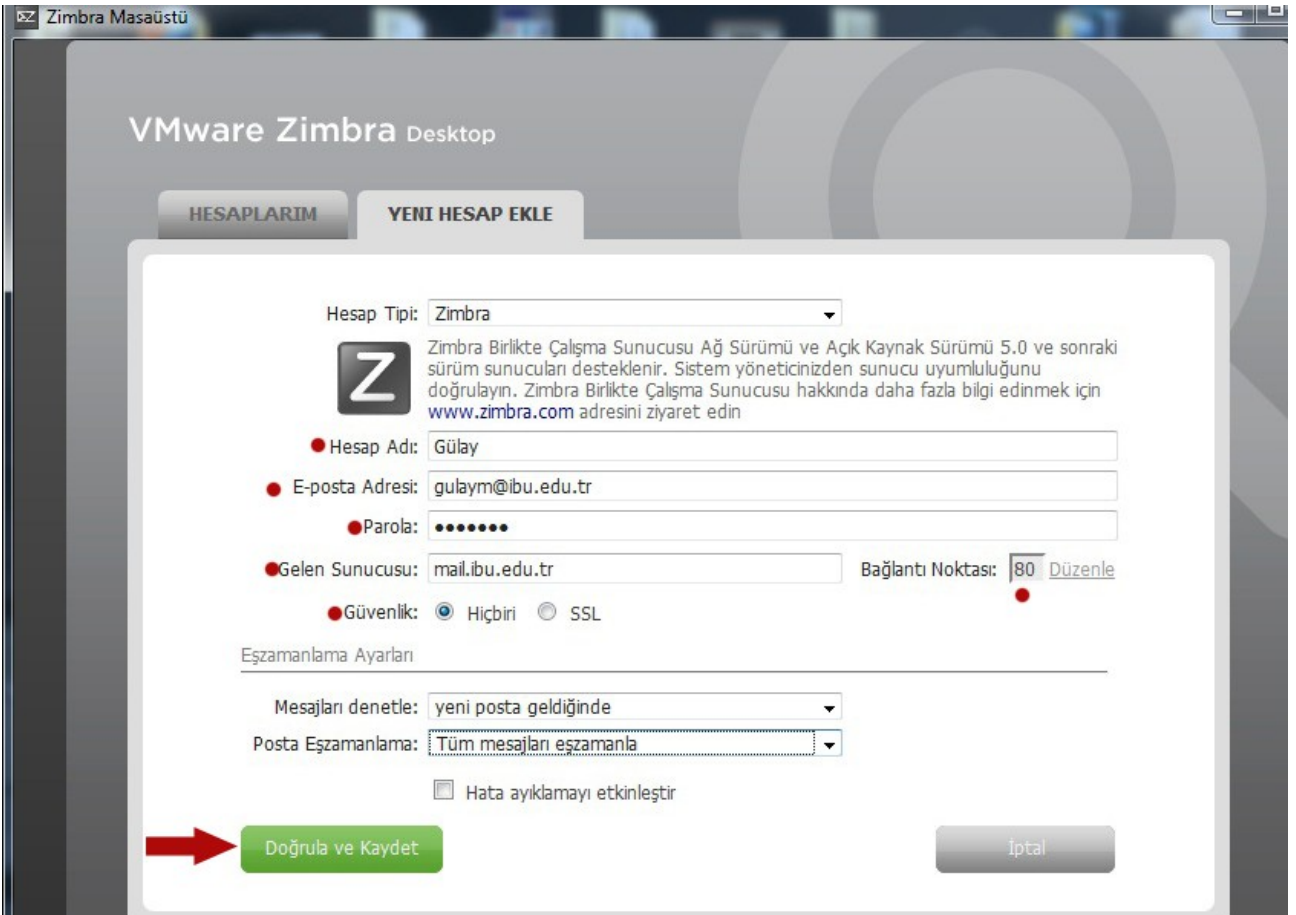 Zimbra Masaüstü
VMware Zimbra Desktop
HESAPLARIM
YENI HESAP EKLE
Hesap Tipi: Zimbra
Z
Zimbra Birlikte Çalışma Sunucusu Ağ Sürümü ve Açık Kaynak Sürümü 5.0 ve sonraki
sürüm sunucuları desteklenir. Sistem yöneticinizden sunucu uyumluluğunu
doğrulayın. Zimbra Birlikte Çalışma Sunucusu hakkında daha fazla bilgi edinmek için
www.zimbra.com adresini ziyaret edin
Hesap Adı: Gülay
E-posta Adresi: gulaym@ibu.edu.tr
Parola: •••••••
Gelen Sunucusu: mail.ibu.edu.tr Bağlantı Noktası: 80 Düzenle
Güvenlik: Hiçbiri SSL
Eşzamanlama Ayarları
Mesajları denetle: yeni posta geldiğinde
Posta Eşzamanlama: Tüm mesajları eşzamanla
Hata ayıklamayı etkinleştir
Doğrula ve Kaydet
İptal